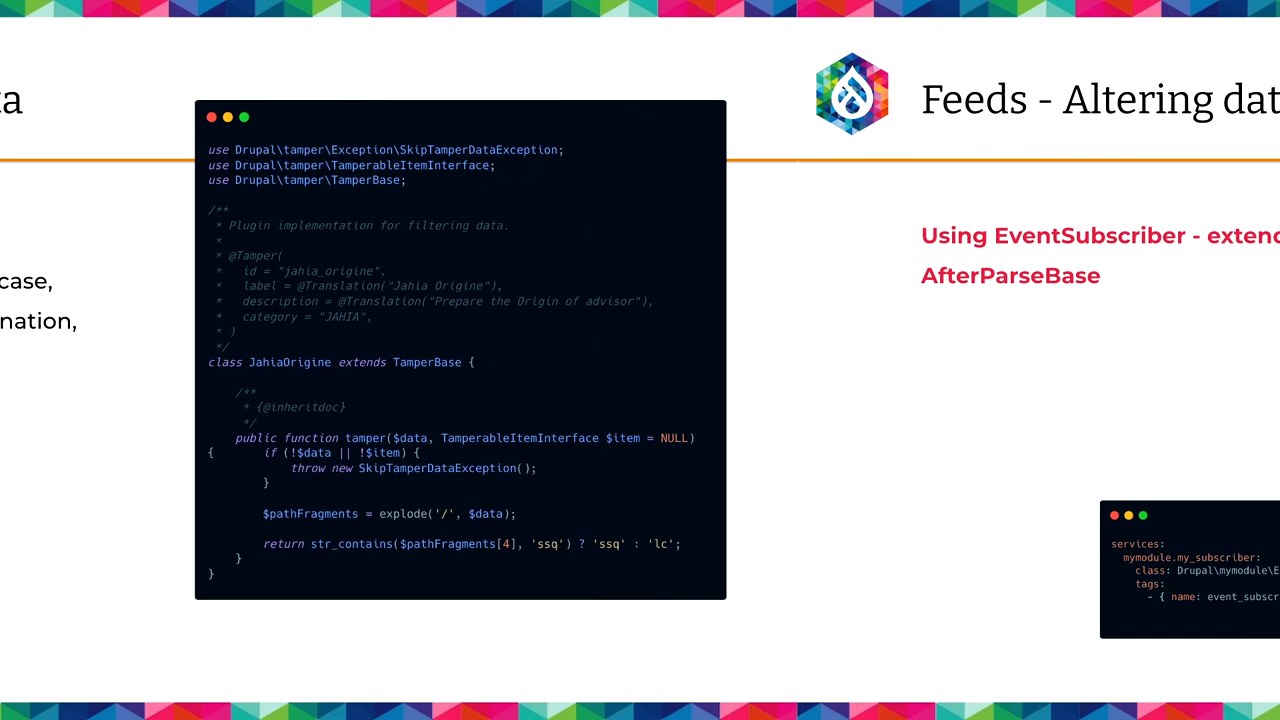 ta
case,
nation,
use Drupal\tamper\Exception\SkipTamperDataException;
use Drupal\tamper\TamperableItemInterface;
use Drupal\tamper\TamperBase;
/**
* Plugin implementation for filtering data.
*
* @Tamper(
*   id = "jahia_origine",
*   label = @Translation("Jahia Origine"),
*   description = @Translation("Prepare the Origin of advisor"),
*   category = "JAHIA",
* )
*/
class JahiaOrigine extends TamperBase {
/**
* {@inheritdoc}
*/
public function tamper($data, TamperableItemInterface $item = NULL)
{       if (!$data || !$item) {
throw new SkipTamperDataException();
}
$pathFragments = explode('/', $data);
return str_contains($pathFragments[4], 'ssq') ? 'ssq' : 'lc';
}
}
Feeds - Altering dat
Using EventSubscriber - extend
AfterParseBase
services:
mymodule.my_subscriber:
class: Drupal\mymodule\E
tags:
- { name: event_subscr